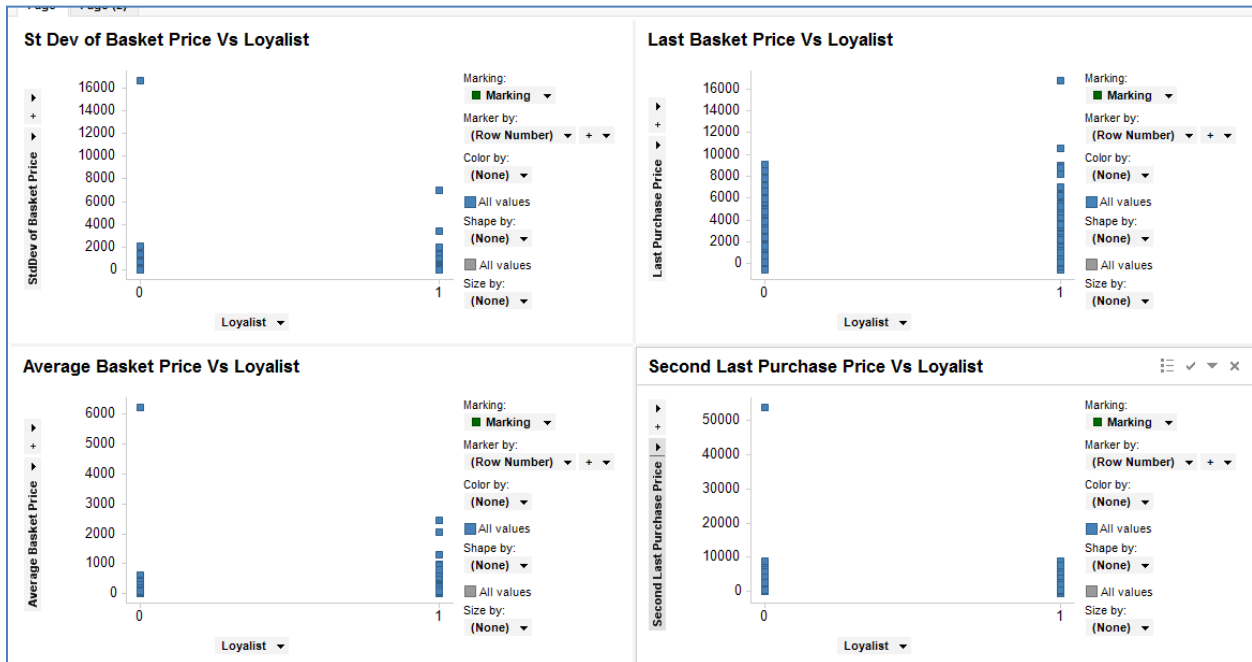 Page Page (2)
St Dev of Basket Price Vs Loyalist
StdDev of Basket Price
+
16000
14000
12000
10000
8000
6000
4000
2000
0
0 1
Loyalist
Marking:
Marking
Marker by:
(Row Number) +
Color by:
(None)
All values
Shape by:
(None)
All values
Size by:
(None)
Last Basket Price Vs Loyalist
Last Purchase Price
+
16000
14000
12000
10000
8000
6000
4000
2000
0
0 1
Loyalist
Marking:
Marking
Marker by:
(Row Number) +
Color by:
(None)
All values
Shape by:
(None)
All values
Size by:
(None)
Average Basket Price Vs Loyalist
Average Basket Price
+
6000
5000
4000
3000
2000
1000
0
0 1
Loyalist
Marking:
Marking
Marker by:
(Row Number) +
Color by:
(None)
All values
Shape by:
(None)
All values
Size by:
(None)
Second Last Purchase Price Vs Loyalist
Second Last Purchase Price
+
50000
40000
30000
20000
10000
0
0 1
Loyalist
Marking:
Marking
Marker by:
(Row Number) +
Color by:
(None)
All values
Shape by:
(None)
All values
Size by:
(None)